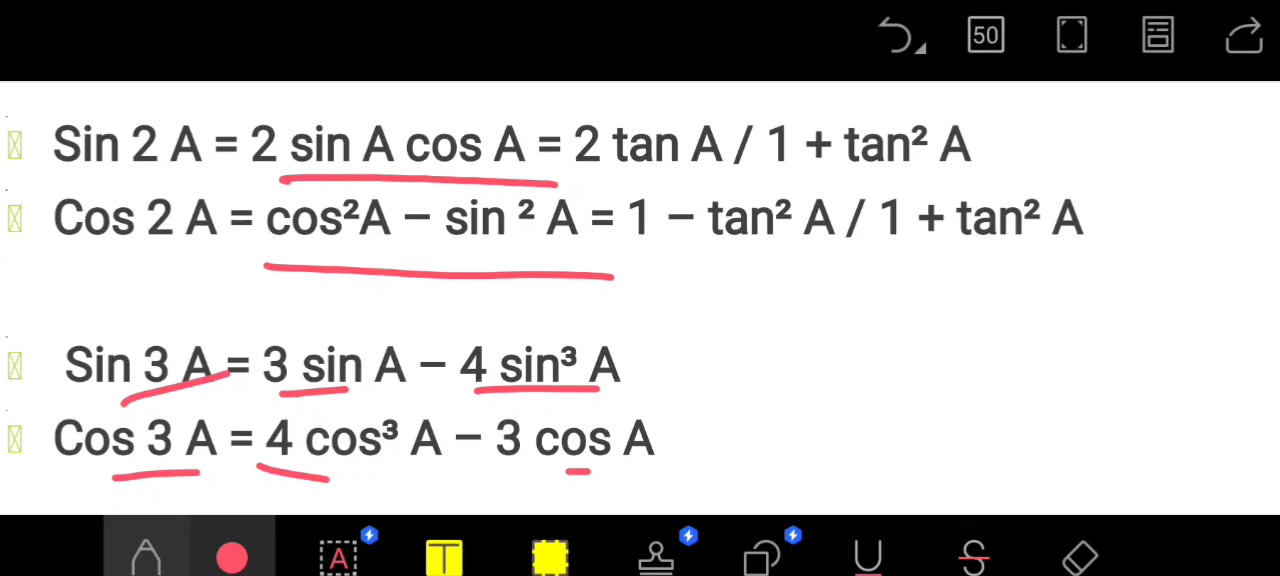 50
Sin 2 A = 2 sin A cos A = 2 tan A / 1 + tan² A
Cos 2 A = cos²A – sin ² A = 1 – tan² A / 1 + tan² A
Sin 3 A = 3 sin A – 4 sin³ A
Cos 3 A = 4 cos³ A – 3 cos A
A T U S